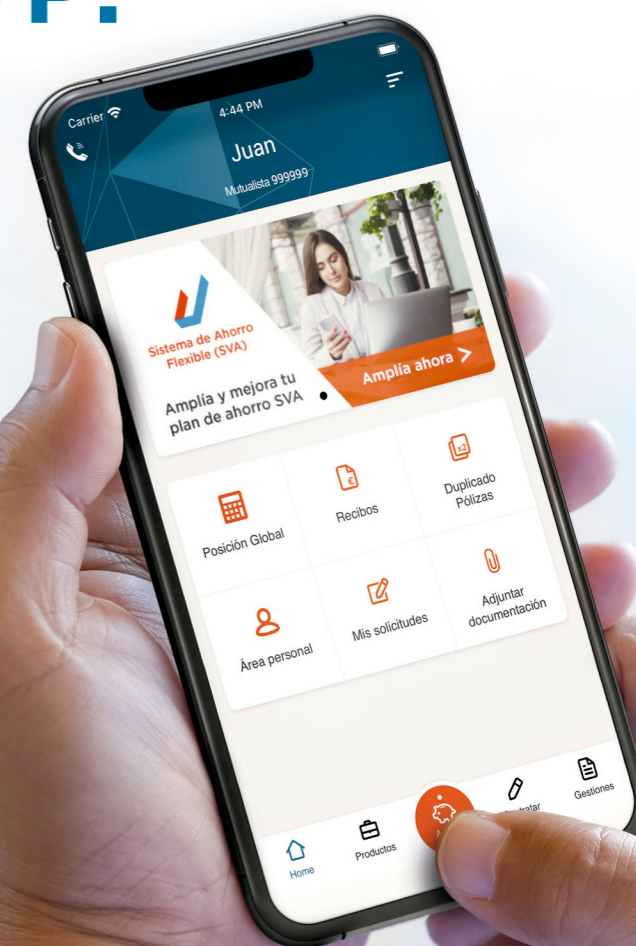 P.
Carrier
4:44 PM
Juan
Mutualista 999999
Sistema de Ahorro
Flexible (SVA)
Amplía y mejora tu
plan de ahorro SVA
Amplía ahora >
Posición Global
Recibos
x2
Duplicado
Pólizas
Área personal
Mis solicitudes
Adjuntar
documentación
Home
Productos
Gestiones